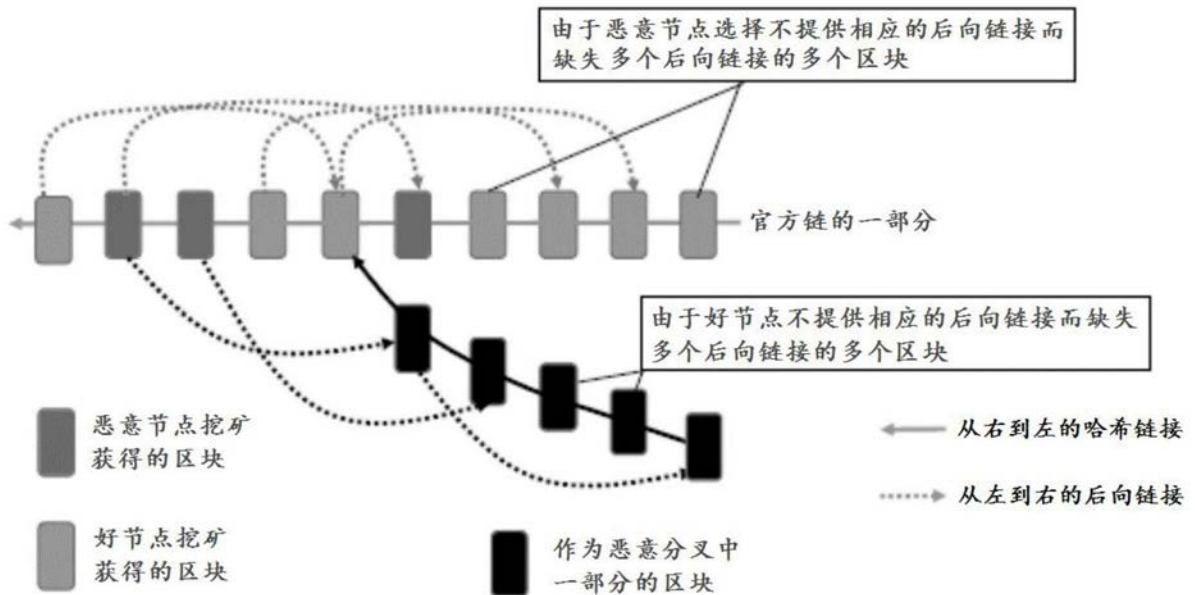 由于恶意节点选择不提供相应的后向链接而
缺失多个后向链接的多个区块
官方链的一部分
由于好节点不提供相应的后向链接而缺失
多个后向链接的多个区块
恶意节点挖矿
获得的区块
从右到左的哈希链接
从左到右的后向链接
好节点挖矿
获得的区块
作为恶意分叉中
一部分的区块